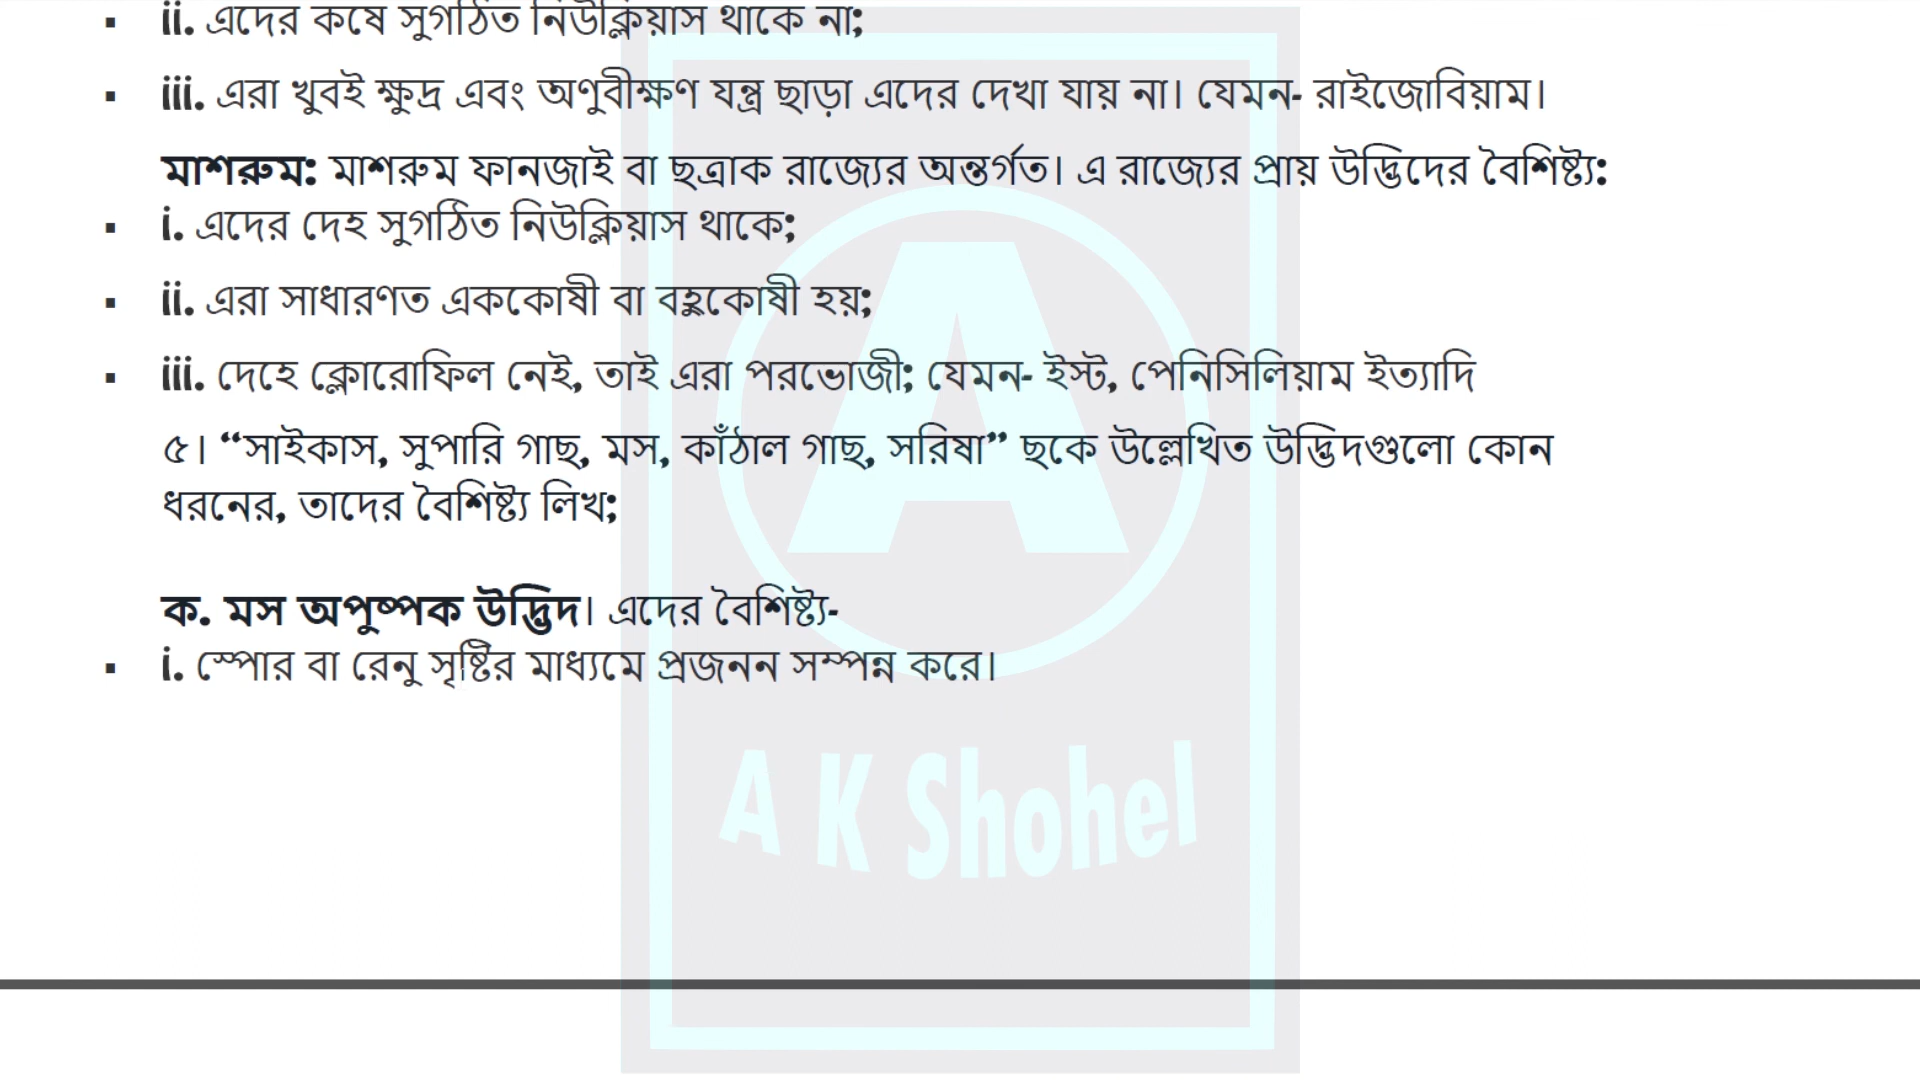 ▪ ii. এদের কষে সুগঠিত নিউক্লিয়াস থাকে না;
▪ iii. এরা খুবই ক্ষুদ্র এবং অণুবীক্ষণ যন্ত্র ছাড়া এদের দেখা যায় না। যেমন- রাইজোবিয়াম।
মাশরুম: মাশরুম ফানজাই বা ছত্রাক রাজ্যের অন্তর্গত। এ রাজ্যের প্রায় উদ্ভিদের বৈশিষ্ট্য:
▪ i. এদের দেহ সুগঠিত নিউক্লিয়াস থাকে;
▪ ii. এরা সাধারণত এককোষী বা বহুকোষী হয়;
▪ iii. দেহে ক্লোরোফিল নেই, তাই এরা পরভোজী; যেমন- ইস্ট, পেনিসিলিয়াম ইত্যাদি
৫। “সাইকাস, সুপারি গাছ, মস, কাঁঠাল গাছ, সরিষা” ছকে উল্লেখিত উদ্ভিদগুলো কোন
ধরনের, তাদের বৈশিষ্ট্য লিখ;
ক. মস অপুষ্পক উদ্ভিদ। এদের বৈশিষ্ট্য-
▪ i. স্পোর বা রেনু সৃষ্টির মাধ্যমে প্রজনন সম্পন্ন করে।
A
A K Shohel